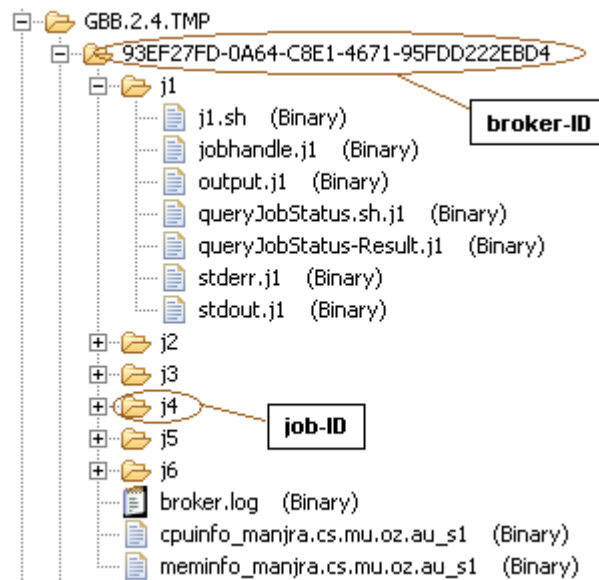 GBB.2.4.TMP
93EF27FD-0A64-C8E1-4671-95FDD222EBD4
j1
broker-ID
j1.sh (Binary)
jobhandle.j1 (Binary)
output.j1 (Binary)
queryJobStatus.sh.j1 (Binary)
queryJobStatus-Result.j1 (Binary)
stderr.j1 (Binary)
stdout.j1 (Binary)
j2
j3
j4
job-ID
j5
j6
broker.log (Binary)
cpuinfo_manjra.cs.mu.oz.au_s1 (Binary)
meminfo_manjra.cs.mu.oz.au_s1 (Binary)